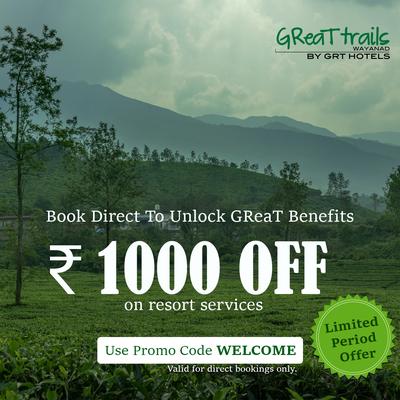 GReaT trails
WAYANAD
BY GRT HOTELS
Book Direct To Unlock GReaT Benefits
₹ 1000 OFF
on resort services
Limited
Period
Offer
Use Promo Code WELCOME
Valid for direct bookings only.